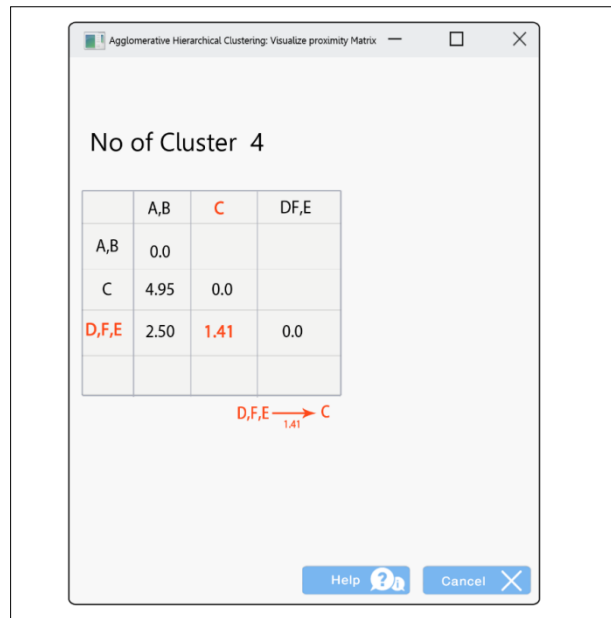 Agglomerative Hierarchical Clustering: Visualize proximity Matrix
No of Cluster 4
A,B C DF,E
A,B 0.0
C 4.95 0.0
D,F,E 2.50 1.41 0.0
D,F,E C
1.41
Help Cancel